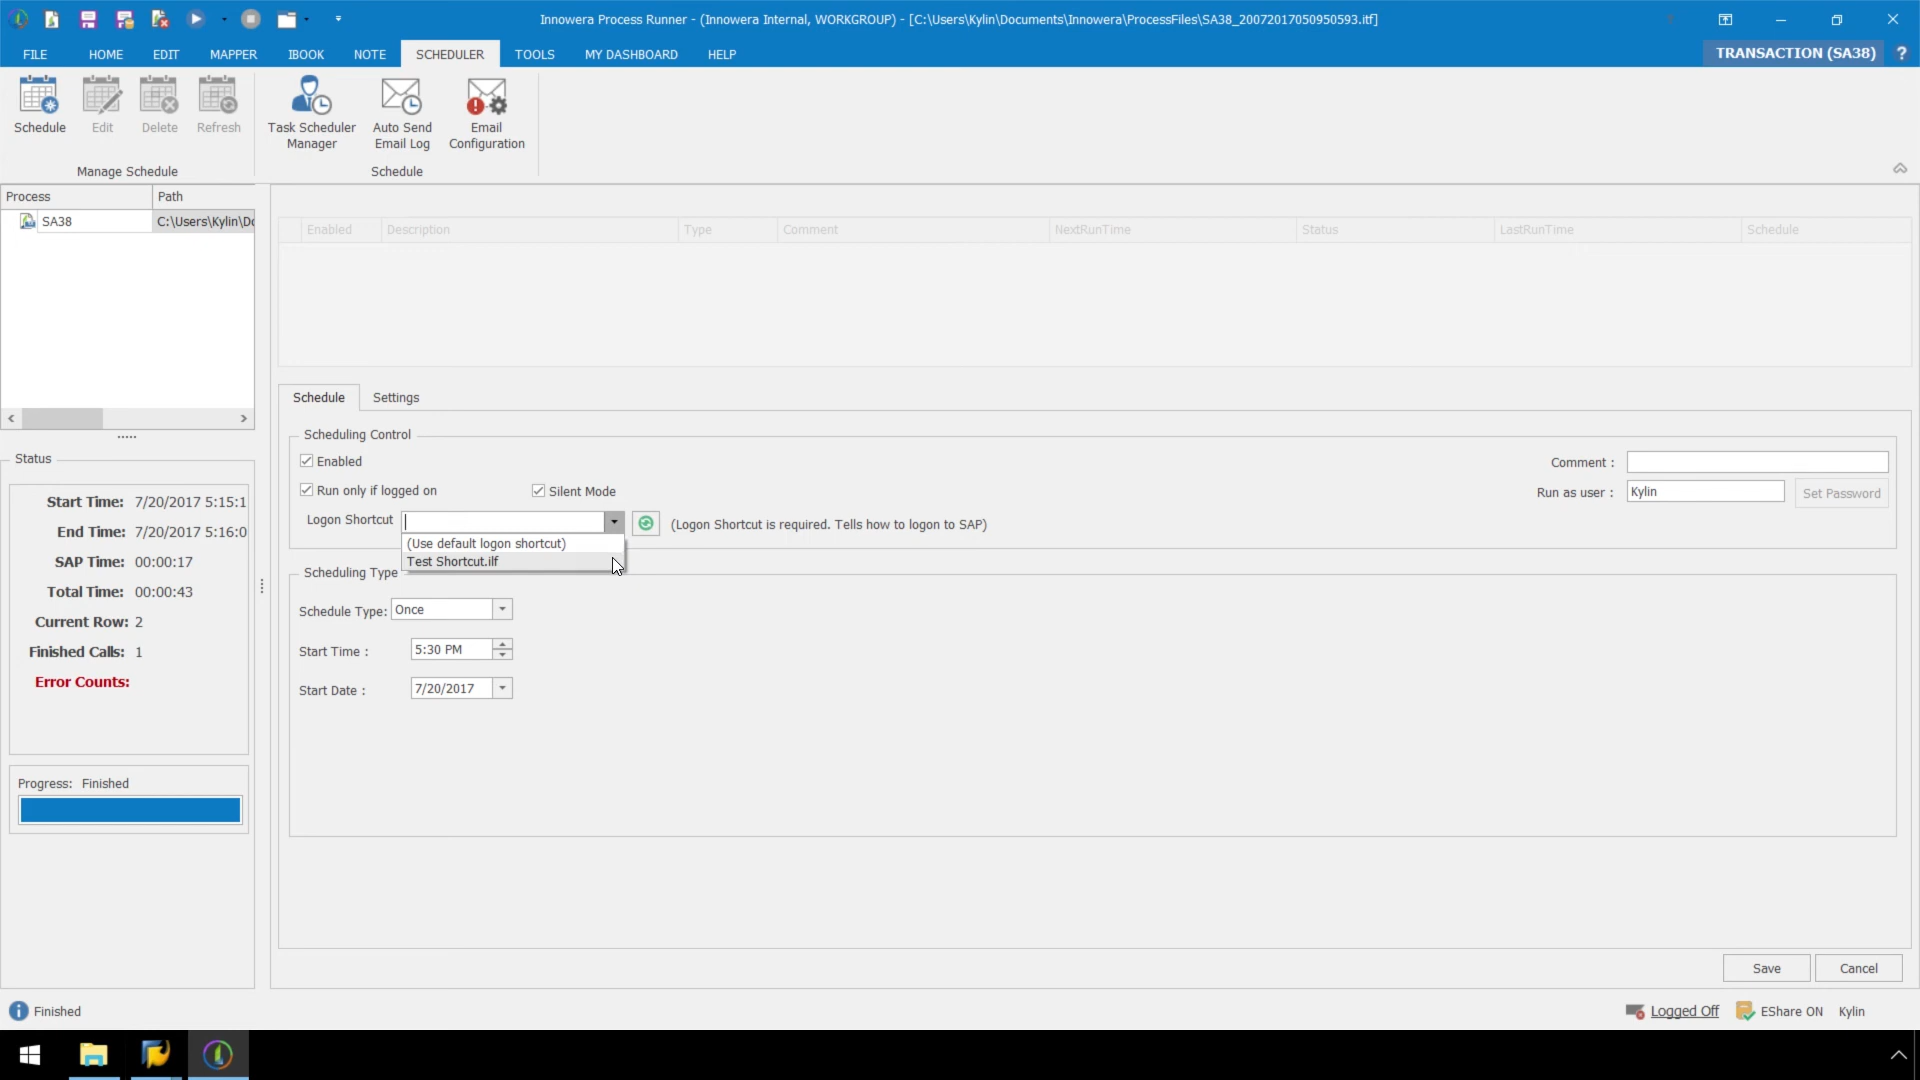 Innowera Process Runner - (Innowera Internal, WORKGROUP) - [C:\Users\Kylin\Documents\Innowera\ProcessFiles\SA38_20072017050950593.itf]
FILE HOME EDIT MAPPER IBOOK NOTE SCHEDULER TOOLS MY DASHBOARD HELP TRANSACTION (SA38) ?
Schedule Edit Delete Refresh Task Scheduler Manager Auto Send Email Log Email Configuration
Manage Schedule Schedule
Process Path
SA38 C:\Users\Kylin\Do
Enabled Description Type Comment NextRunTime Status LastRunTime Schedule
Schedule Settings
Scheduling Control
Enabled
Comment :
Run only if logged on Silent Mode
Run as user : Kylin Set Password
Logon Shortcut (Logon Shortcut is required. Tells how to logon to SAP)
(Use default logon shortcut)
Test Shortcut.ilf
Scheduling Type
Schedule Type: Once
Start Time : 5:30 PM
Start Date : 7/20/2017
Status
Start Time: 7/20/2017 5:15:1
End Time: 7/20/2017 5:16:0
SAP Time: 00:00:17
Total Time: 00:00:43
Current Row: 2
Finished Calls: 1
Error Counts:
Progress: Finished
Save Cancel
Finished Logged Off EShare ON Kylin